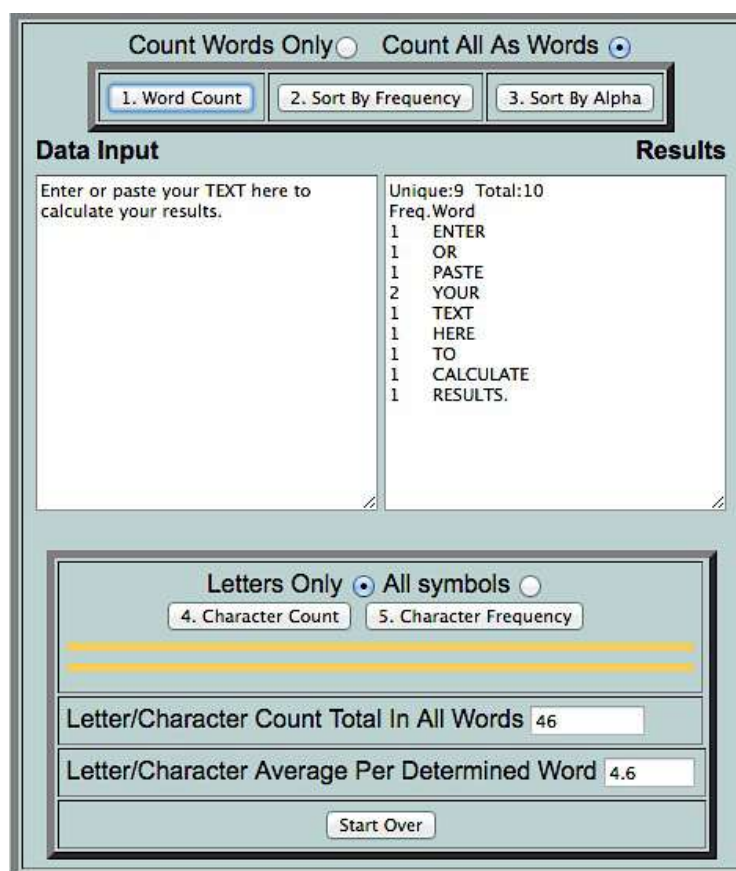 Count Words Only Count All As Words
1. Word Count 2. Sort By Frequency 3. Sort By Alpha
Data Input Results
Enter or paste your TEXT here to
calculate your results.
Unique:9 Total:10
Freq.Word
1 ENTER
1 OR
1 PASTE
2 YOUR
1 TEXT
1 HERE
1 TO
1 CALCULATE
1 RESULTS.
Letters Only All symbols
4. Character Count 5. Character Frequency
Letter/Character Count Total In All Words 46
Letter/Character Average Per Determined Word 4.6
Start Over